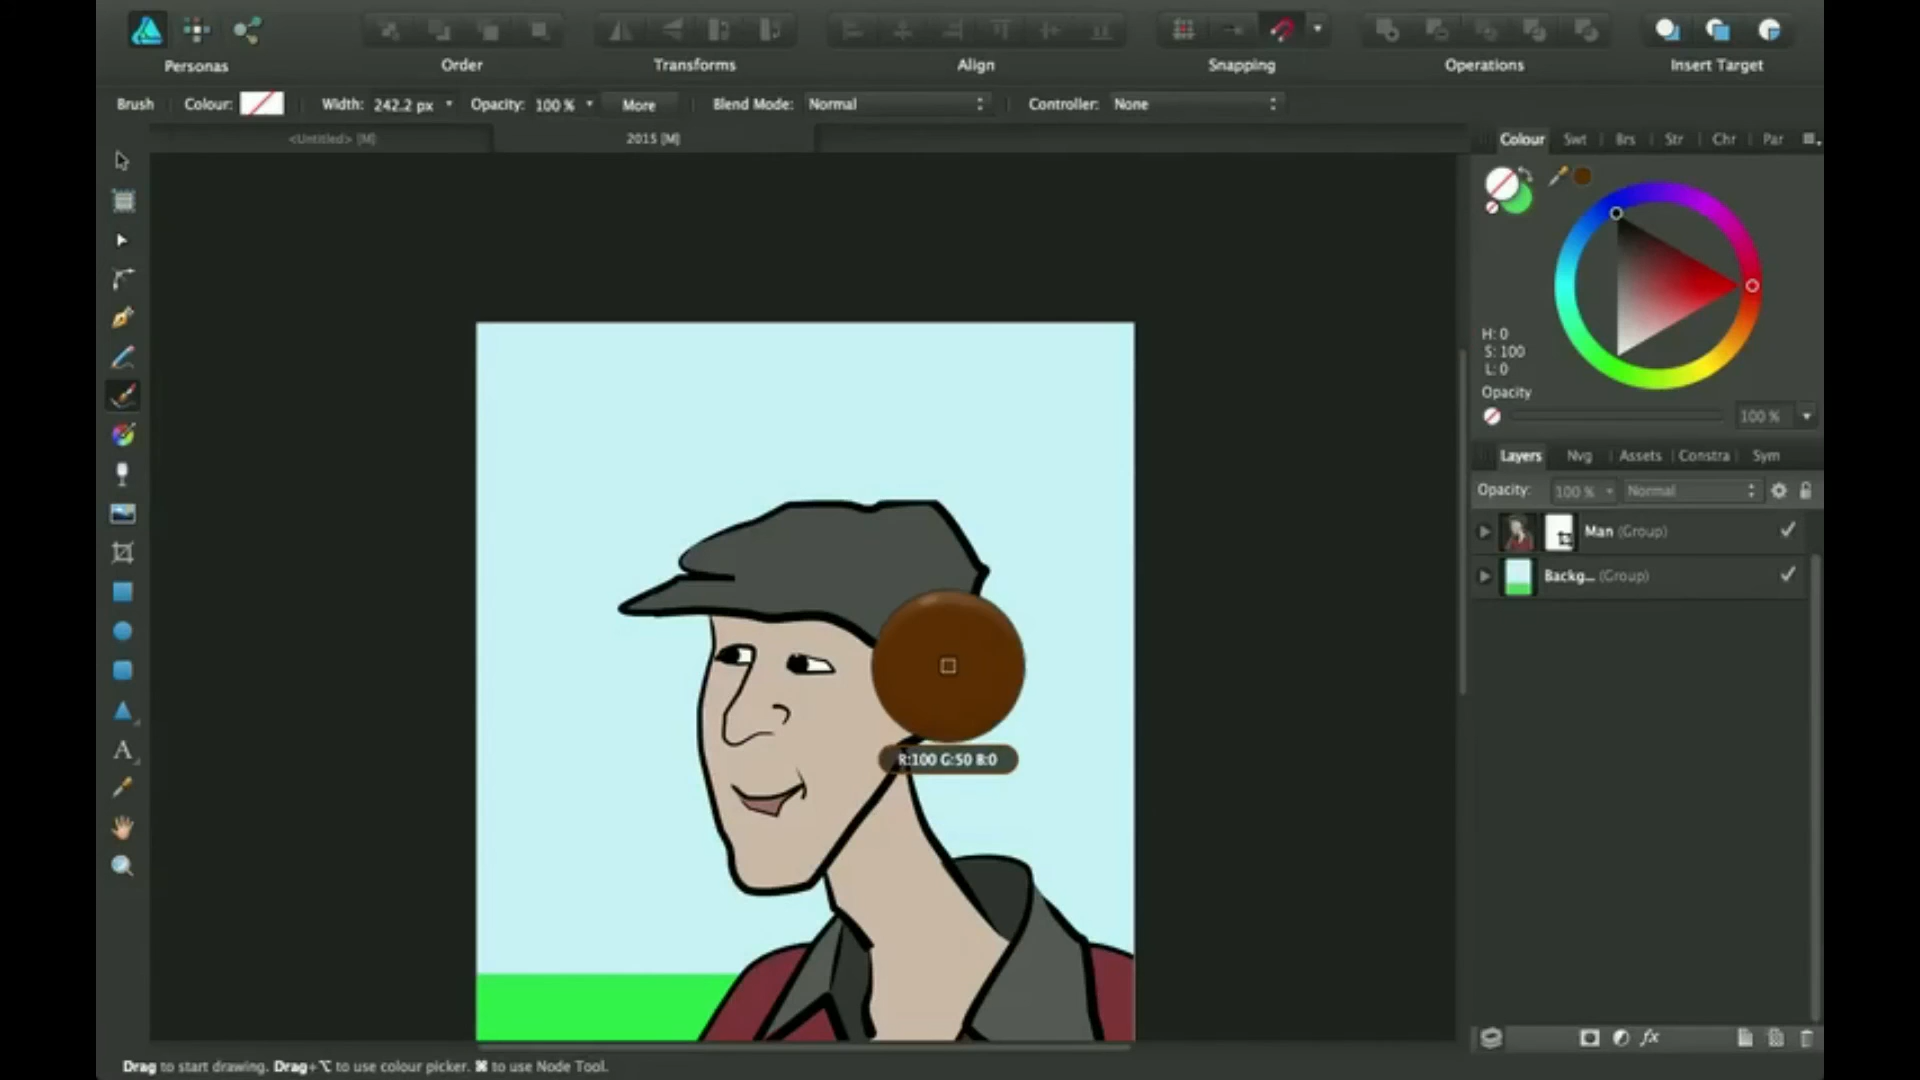 Personas Order Transforms Align Snapping Operations Insert Target
Brush Colour: Width: 242.2 px Opacity: 100 % More Blend Mode: Normal Controller: None
<Untitled> [M] 2015 [M]
Colour Swt Brs Str Chr Par
H: 0
S: 100
L: 0
Opacity
100 %
Layers Nvg Assets Constra Sym
Opacity: 100 % Normal
Man (Group)
Backg... (Group)
R:100 G:50 B:0
A
fx
Drag to start drawing. Drag+⌥ to use colour picker. ⌘ to use Node Tool.